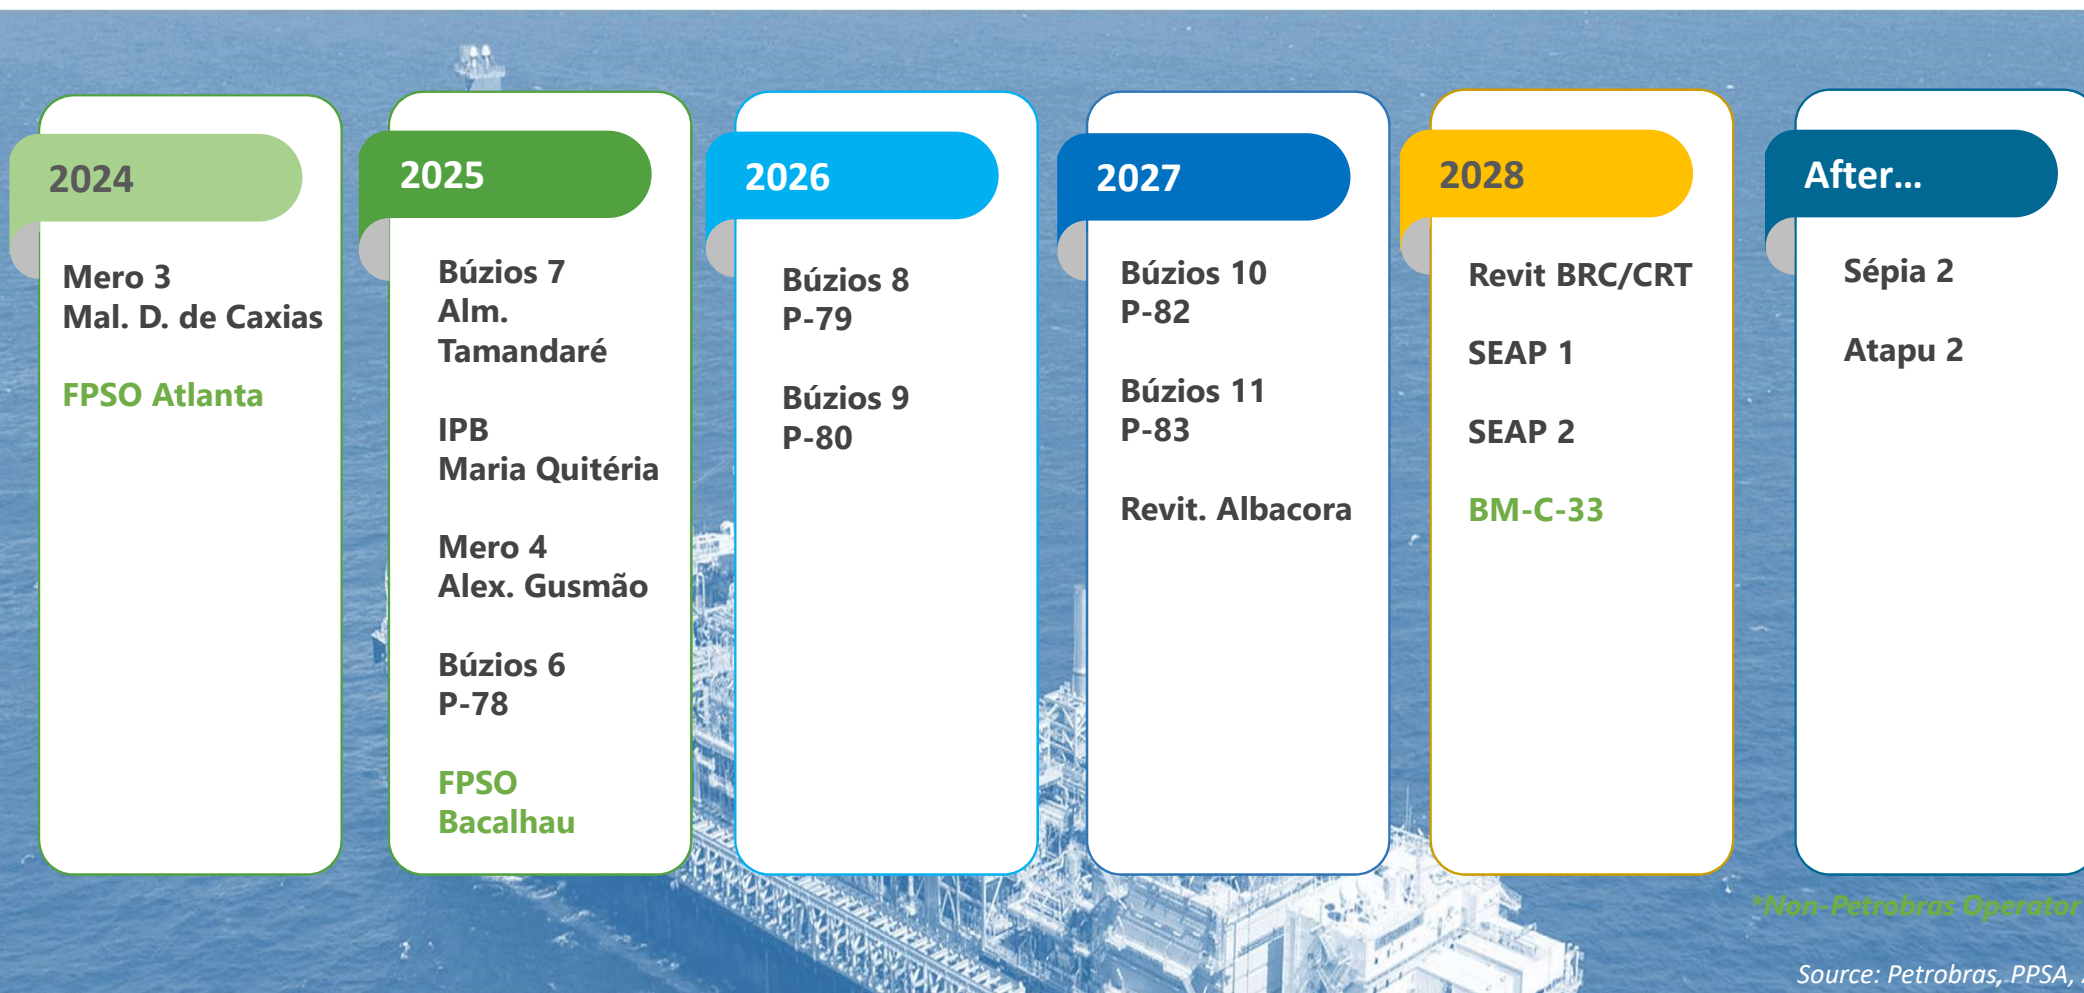 2024
Mero 3
Mal. D. de Caxias
FPSO Atlanta
2025
Búzios 7
Alm.
Tamandaré
IPB
Maria Quitéria
Mero 4
Alex. Gusmão
Búzios 6
P-78
FPSO
Bacalhau
2026
Búzios 8
P-79
Búzios 9
P-80
2027
Búzios 10
P-82
Búzios 11
P-83
Revit. Albacora
2028
Revit BRC/CRT
SEAP 1
SEAP 2
BM-C-33
After...
Sépia 2
Atapu 2
*Non-Petrobras Operator
Source: Petrobras, PPSA,